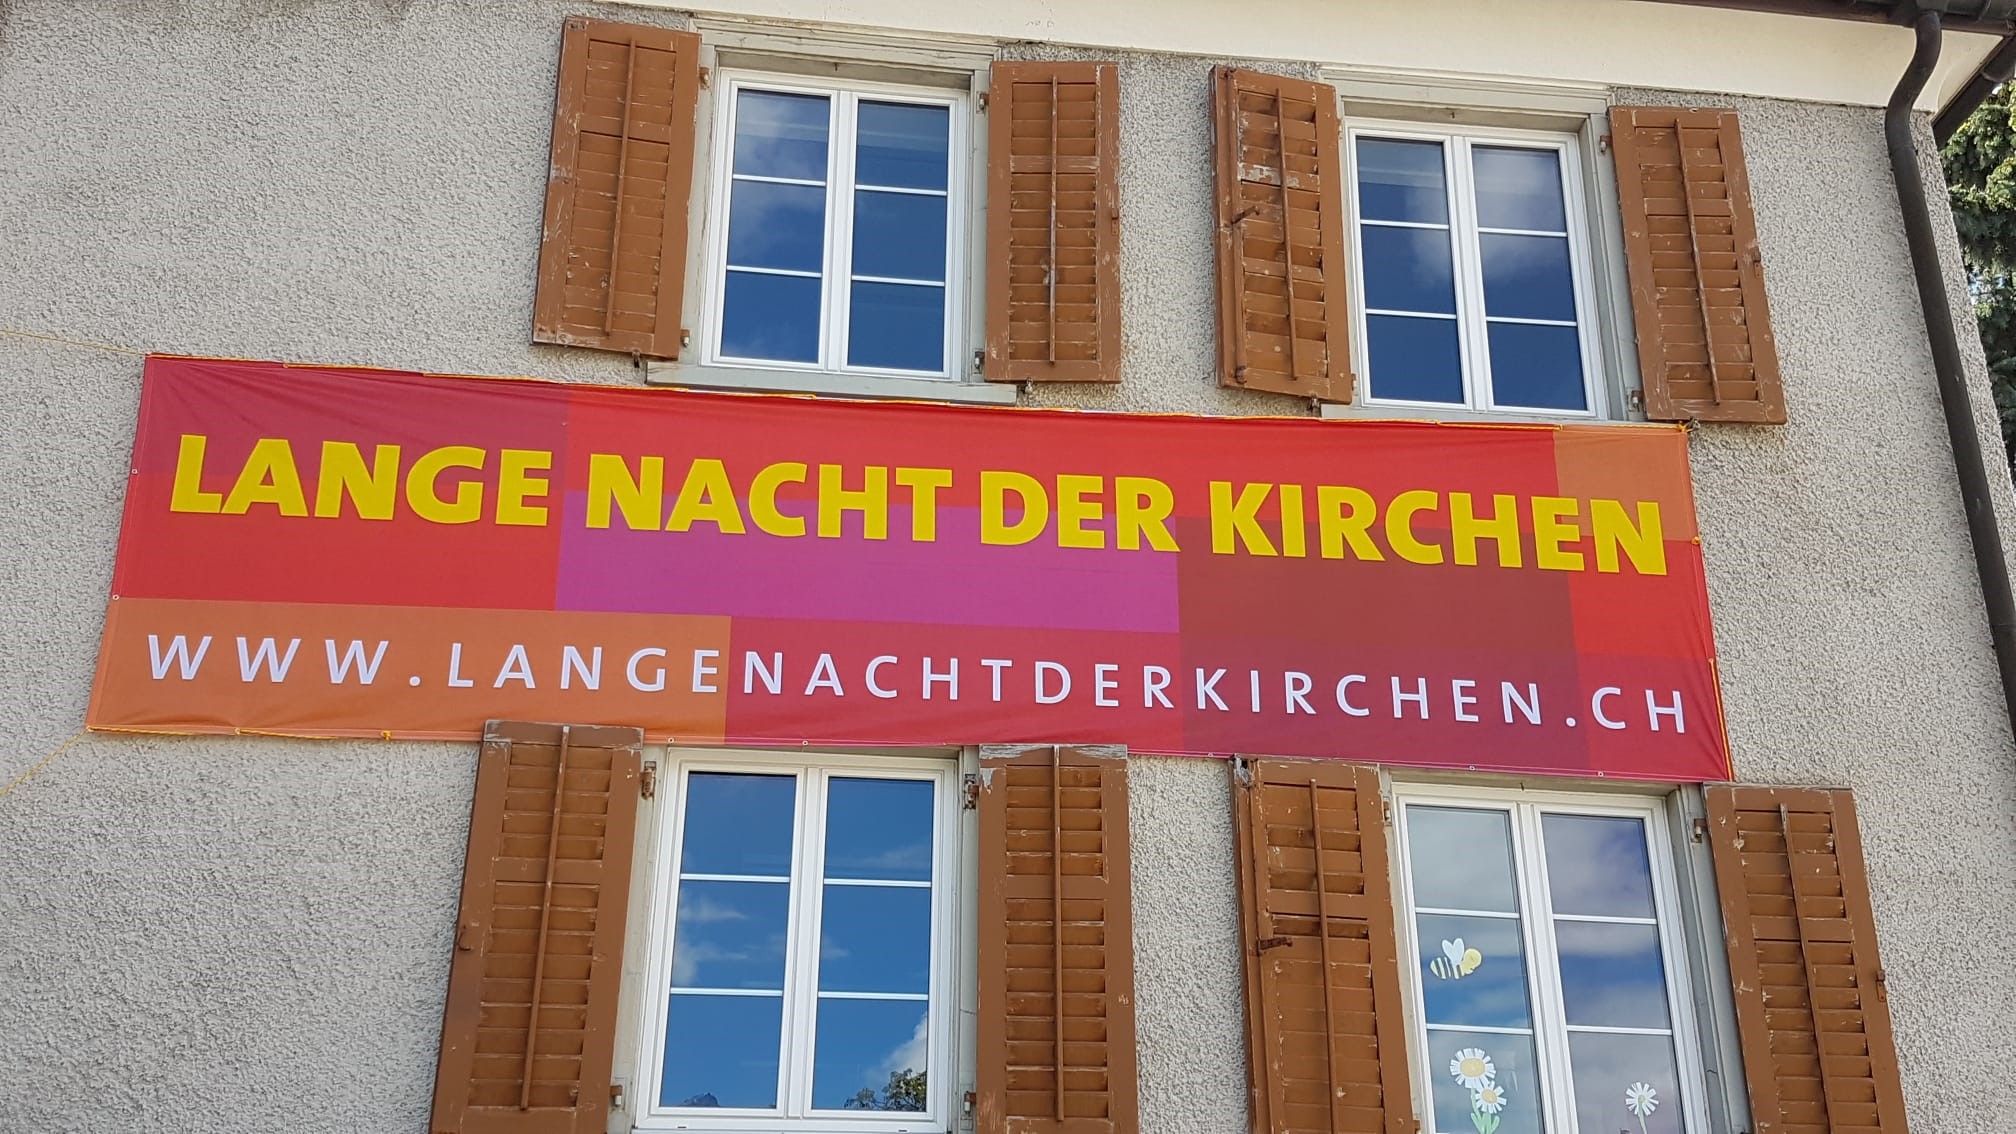 LANGE NACHT DER KIRCHEN
WWW.LANGENACHTDERKIRCHEN.CH